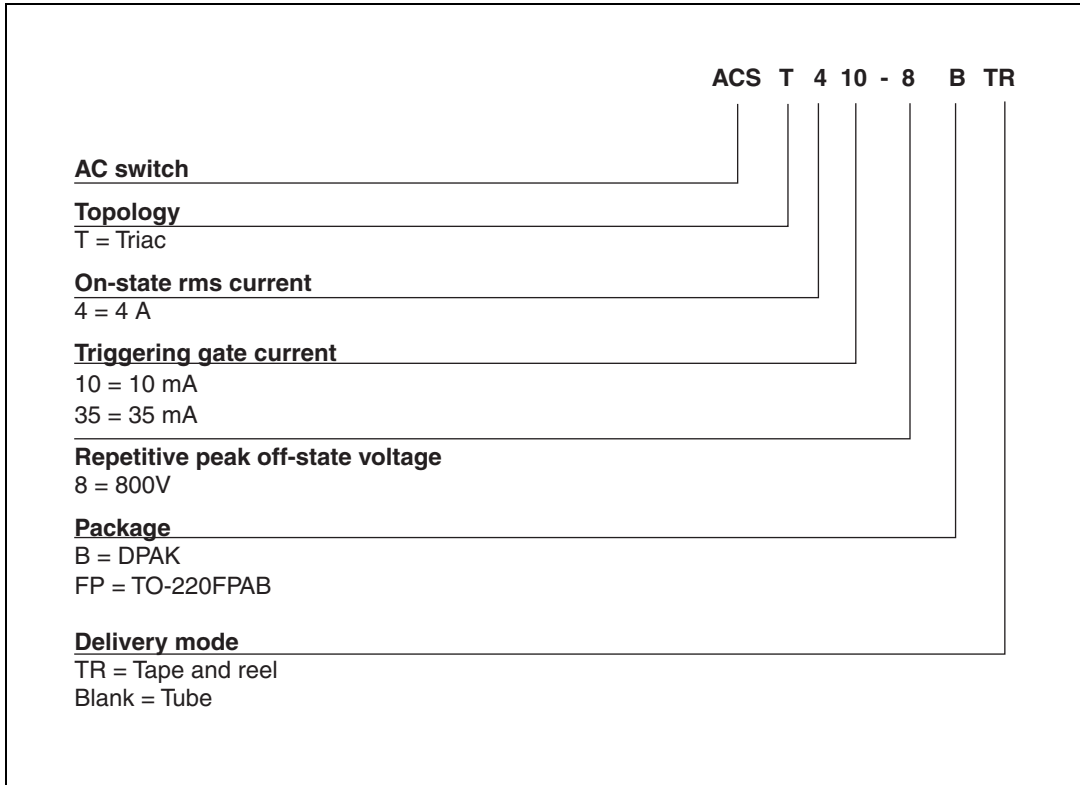 ACS T 4 10 - 8 B TR
AC switch
Topology
T = Triac
On-state rms current
4 = 4 A
Triggering gate current
10 = 10 mA
35 = 35 mA
Repetitive peak off-state voltage
8 = 800V
Package
B = DPAK
FP = TO-220FPAB
Delivery mode
TR = Tape and reel
Blank = Tube